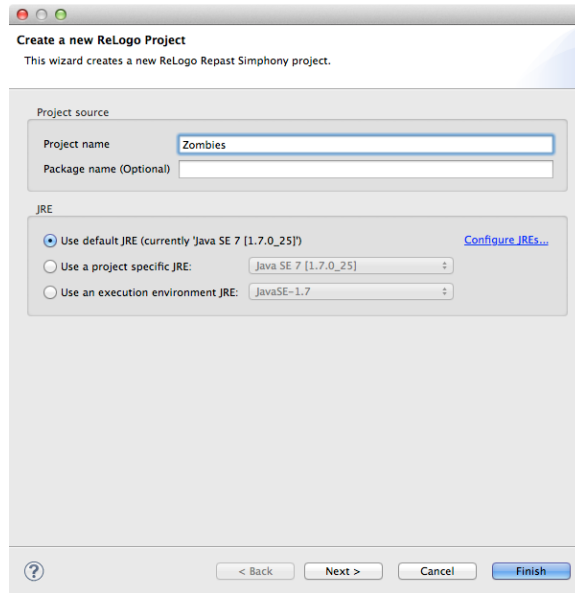 Create a new ReLogo Project
This wizard creates a new ReLogo Repast Simphony project.
Project source
Project name Zombies
Package name (Optional)
JRE
Use default JRE (currently 'Java SE 7 [1.7.0_25]') Configure JREs...
Use a project specific JRE: Java SE 7 [1.7.0_25]
Use an execution environment JRE: JavaSE-1.7
? < Back Next > Cancel Finish